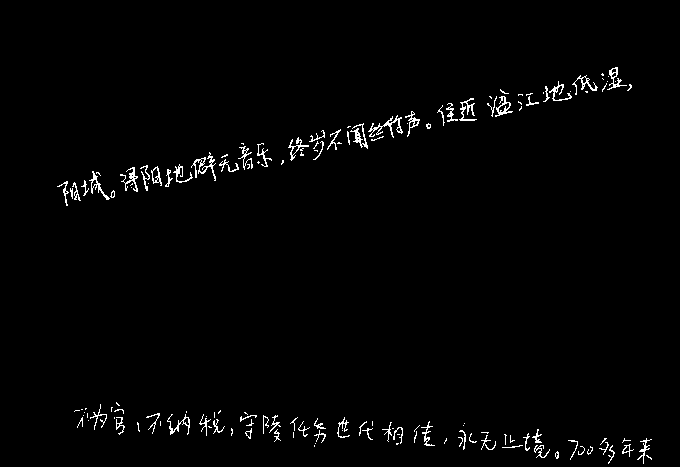 阳城。浔阳地僻无音乐,终岁不闻丝竹声。住近湓江地低湿,
不为官,不纳税,守陵任务世代相传,永无止境。700多年来